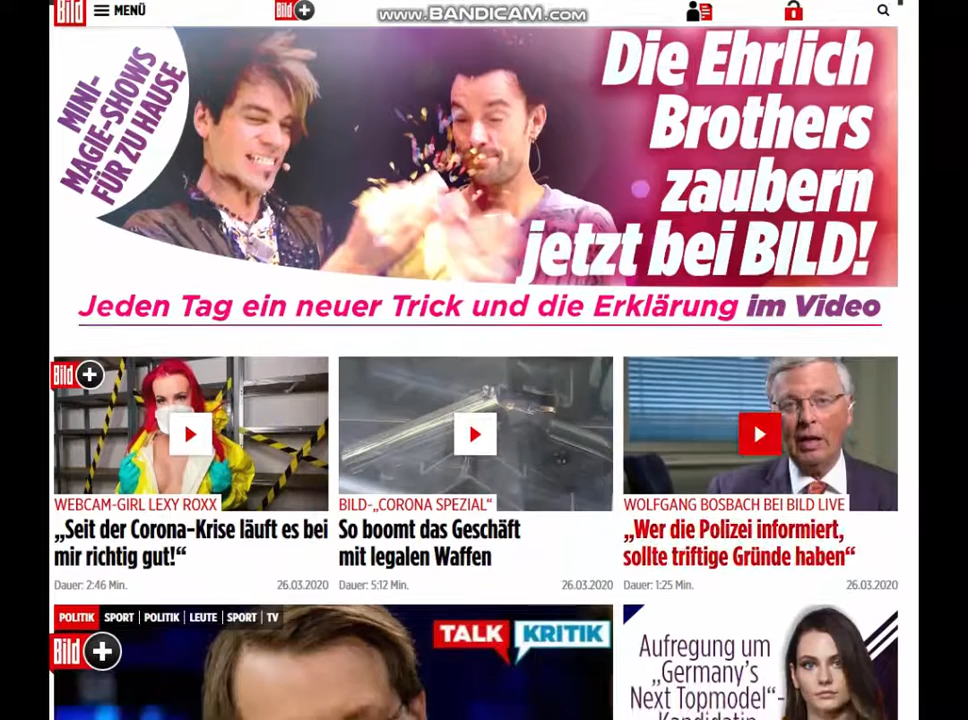 Bild
MENÜ
Bild+
www.BANDICAM.com
MINI-
MAGIE-SHOWS
FÜR ZU HAUSE
Die Ehrlich
Brothers
zaubern
jetzt bei BILD!
Jeden Tag ein neuer Trick und die Erklärung im Video
Bild+
WEBCAM-GIRL LEXY ROXX
„Seit der Corona-Krise läuft es bei
mir richtig gut!“
Dauer: 2:46 Min. 26.03.2020
BILD-„CORONA SPEZIAL“
So boomt das Geschäft
mit legalen Waffen
Dauer: 5:12 Min. 26.03.2020
WOLFGANG BOSBACH BEI BILD LIVE
„Wer die Polizei informiert,
sollte triftige Gründe haben“
Dauer: 1:25 Min. 26.03.2020
POLITIK | SPORT | POLITIK | LEUTE | SPORT | TV
Bild+
TALK KRITIK
Aufregung um
„Germany’s
Next Topmodel“-
Kandidatin